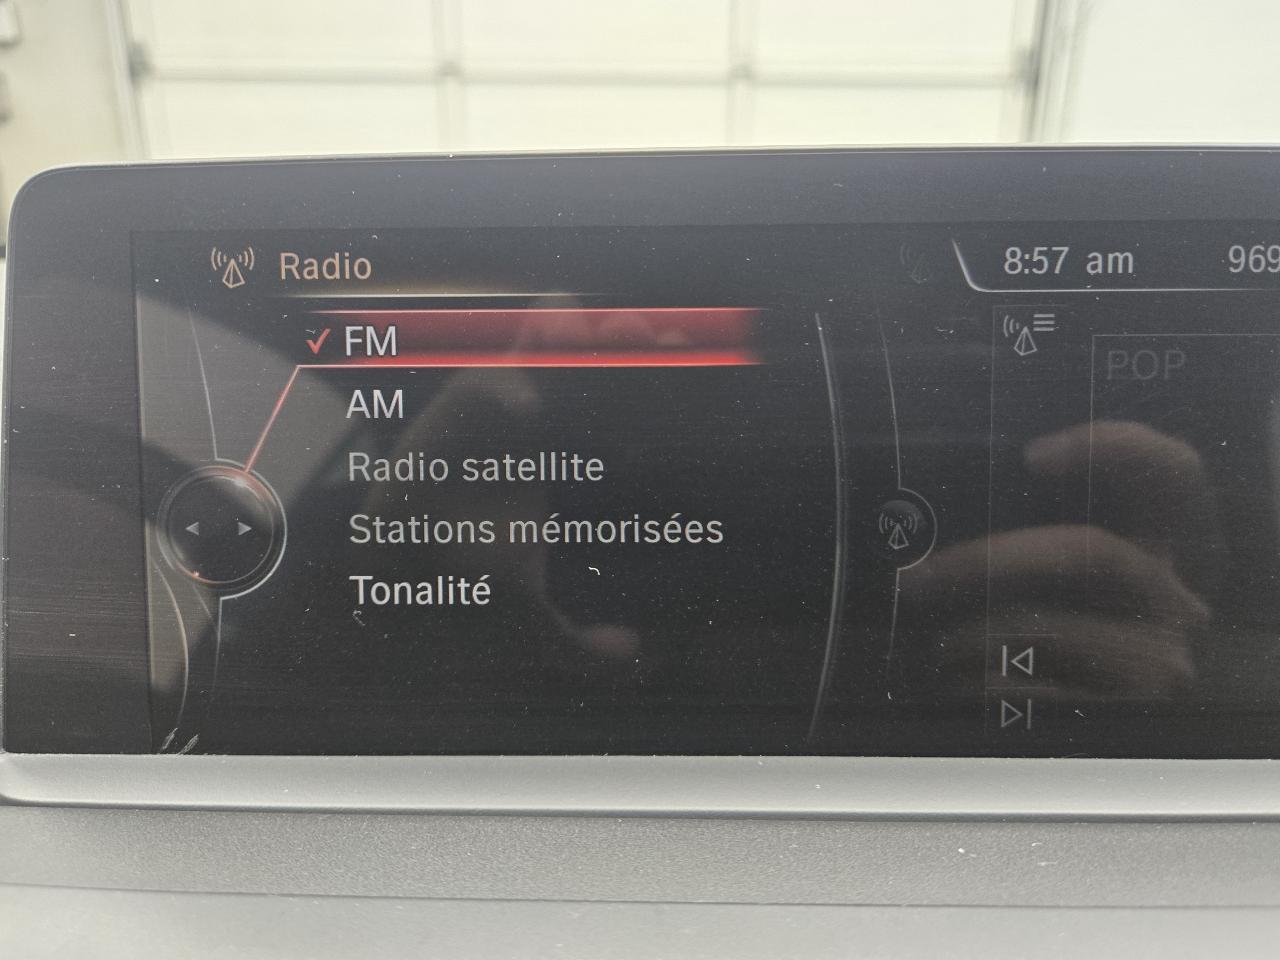 Radio
8:57 am
969
FM
AM
Radio satellite
Stations mémorisées
Tonalité
POP